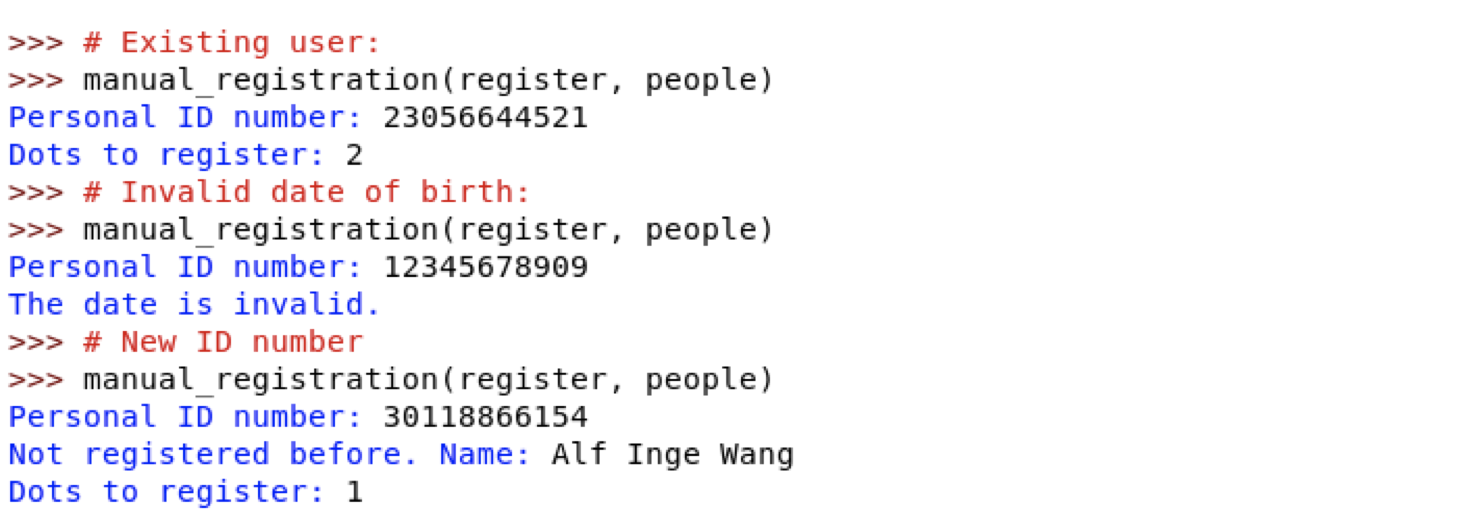 >>> # Existing user:
>>> manual_registration(register, people)
Personal ID number: 23056644521
Dots to register: 2
>>> # Invalid date of birth:
>>> manual_registration(register, people)
Personal ID number: 12345678909
The date is invalid.
>>> # New ID number
>>> manual_registration(register, people)
Personal ID number: 30118866154
Not registered before. Name: Alf Inge Wang
Dots to register: 1